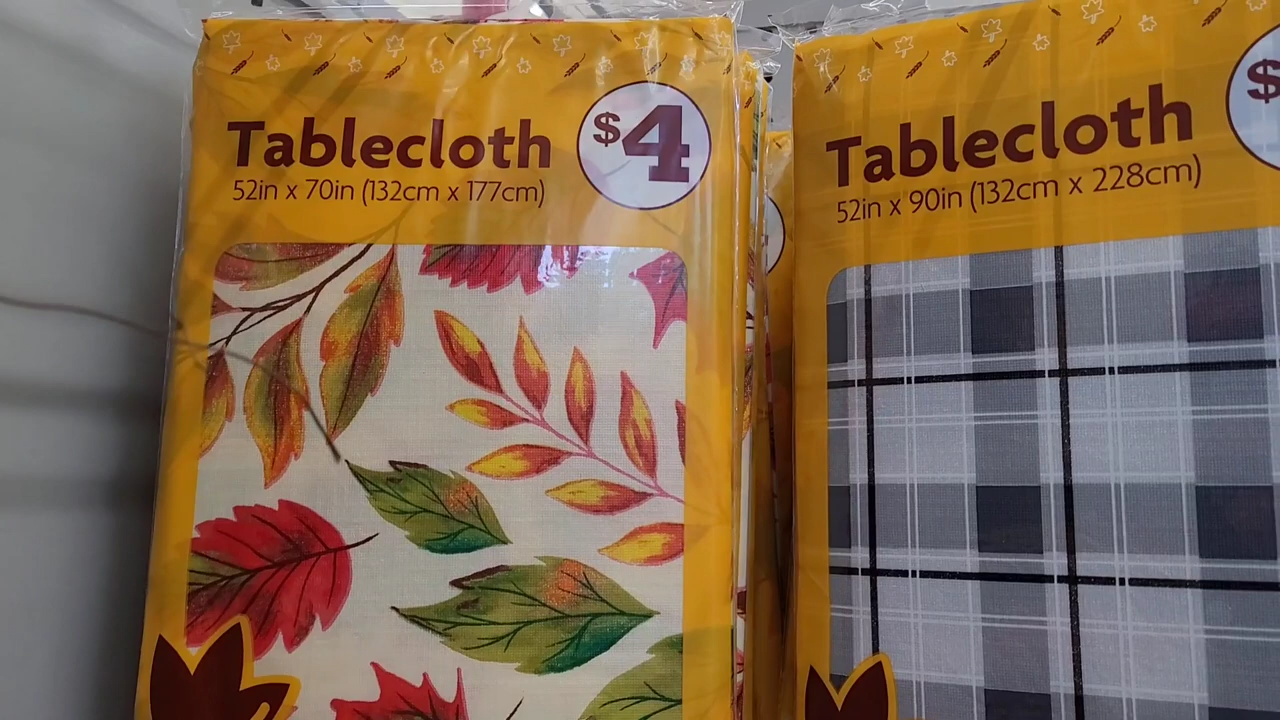 Tablecloth
$4
52in x 70in (132cm x 177cm)
Tablecloth
$
52in x 90in (132cm x 228cm)